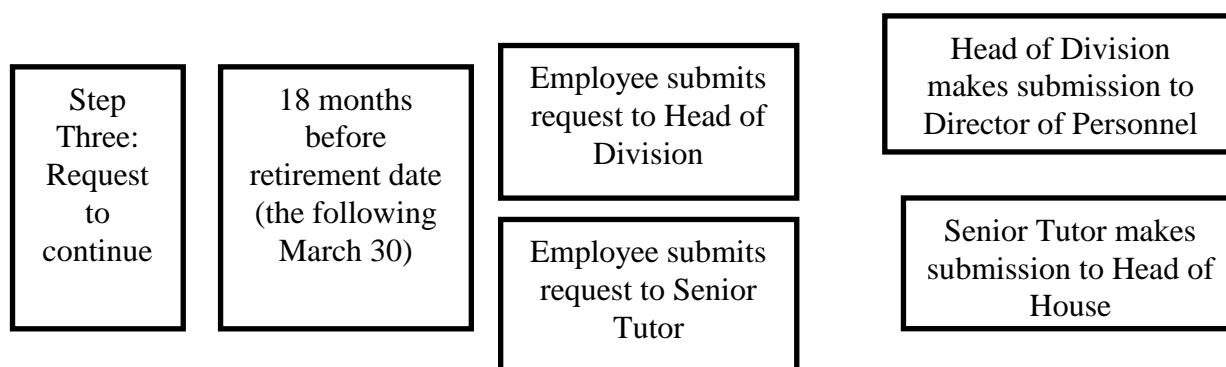 Step
Three:
Request
to
continue
18 months
before
retirement date
(the following
March 30)
Employee submits
request to Head of
Division
Employee submits
request to Senior
Tutor
Head of Division
makes submission to
Director of Personnel
Senior Tutor makes
submission to Head of
House